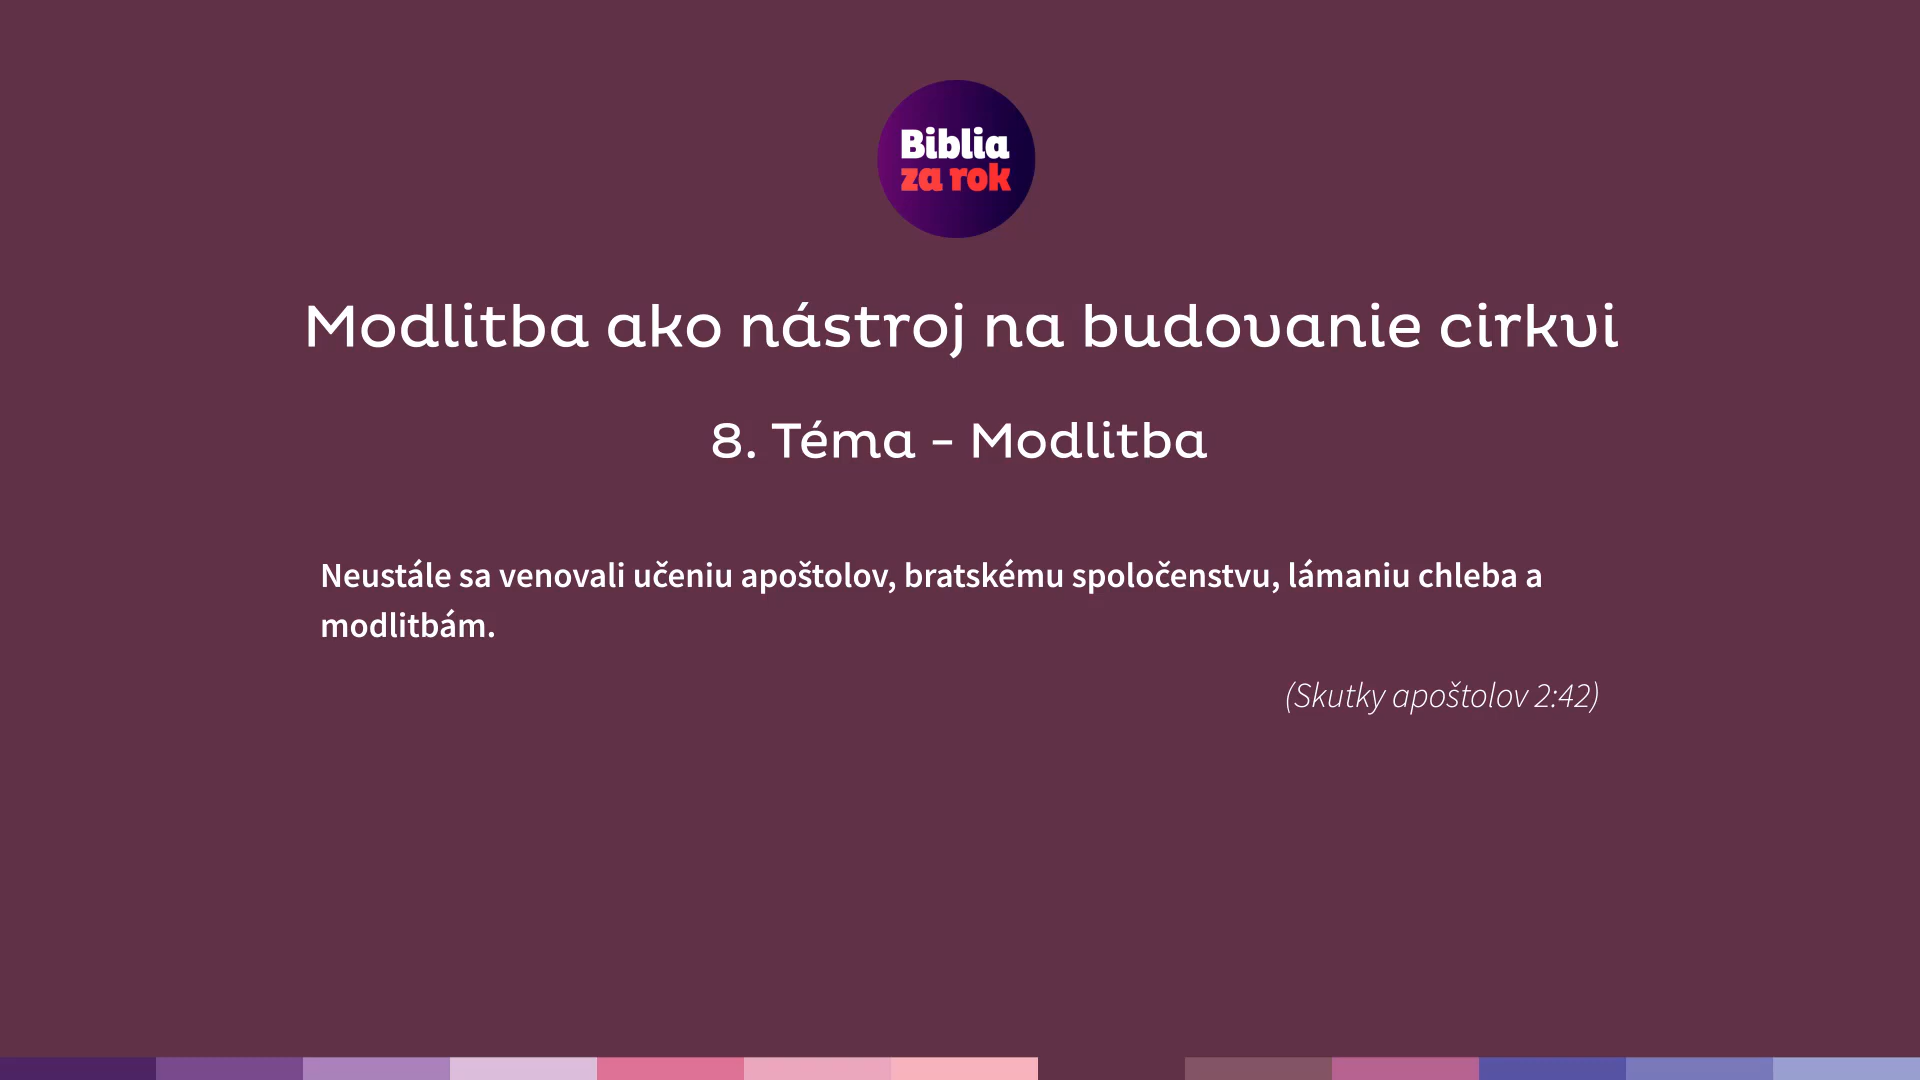 Biblia
za rok
Modlitba ako nástroj na budovanie cirkvi
8. Téma - Modlitba
Neustále sa venovali učeniu apoštolov, bratskému spoločenstvu, lámaniu chleba a
modlitbám.
(Skutky apoštolov 2:42)